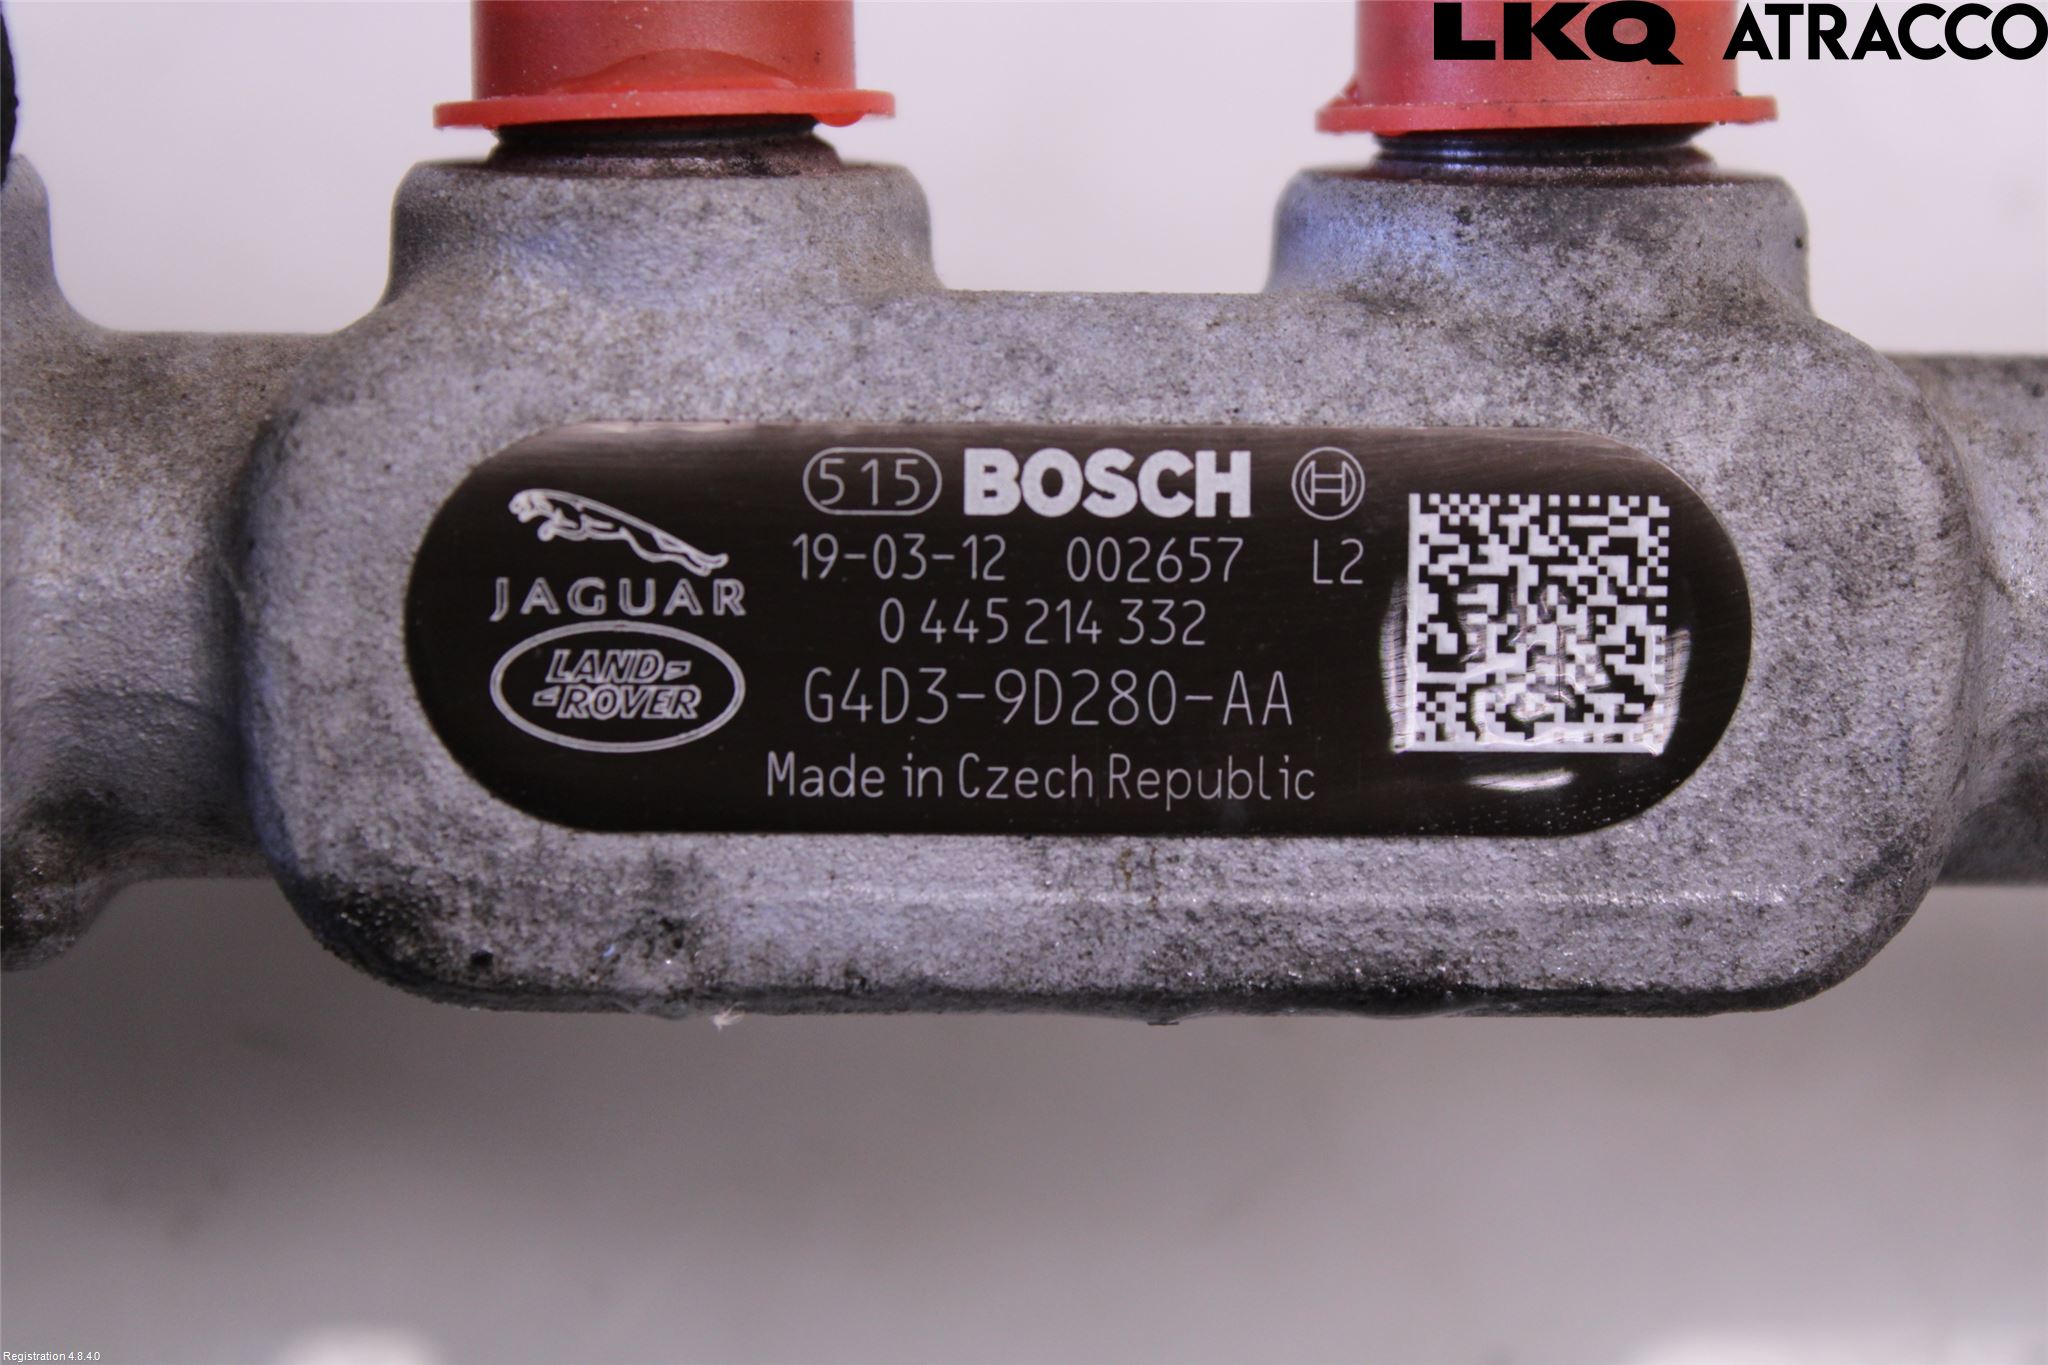 LKQ ATRACCO
515 BOSCH
JAGUAR
LAND-
-ROVER
19-03-12 002657 L2
0 445 214 332
G4D3-9D280-AA
Made in Czech Republic
Registration 4.8.4.0